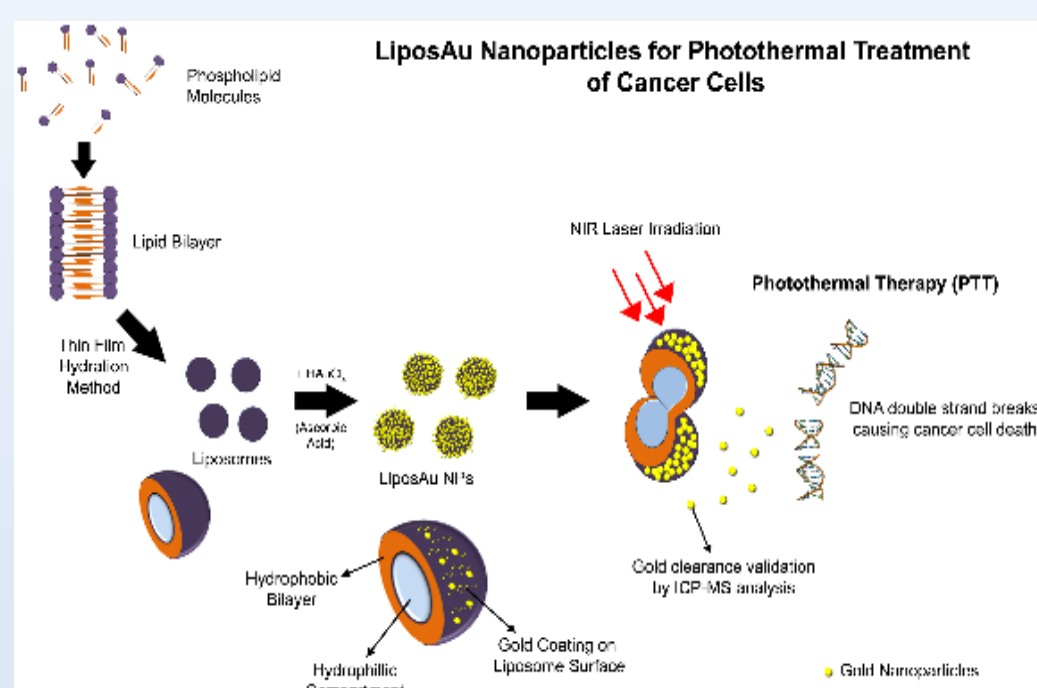 LiposAu Nanoparticles for Photothermal Treatment
of Cancer Cells
Phospholipid
Molecules
Lipid Bilayer
Thin Film
Hydration
Method
Liposomes
(Ascorbic
Acid)
LiposAu NPs
NIR Laser Irradiation
Photothermal Therapy (PTT)
DNA double strand breaks
causing cancer cell death
Gold clearance validation
by ICP-MS analysis
Hydrophobic
Bilayer
Hydrophillic
Gold Coating on
Liposome Surface
Gold Nanoparticles